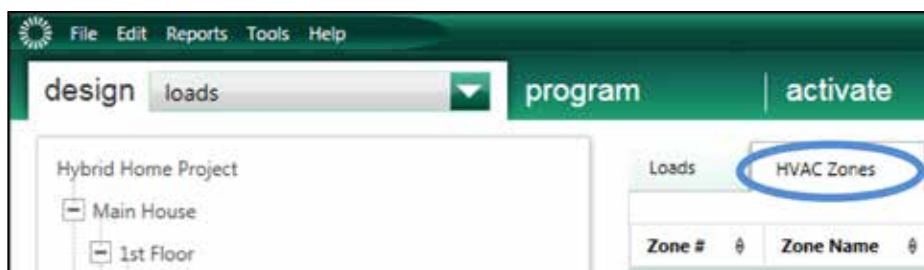 File Edit Reports Tools Help
design loads program activate
Hybrid Home Project
Loads HVAC Zones
Main House
1st Floor
Zone # Zone Name